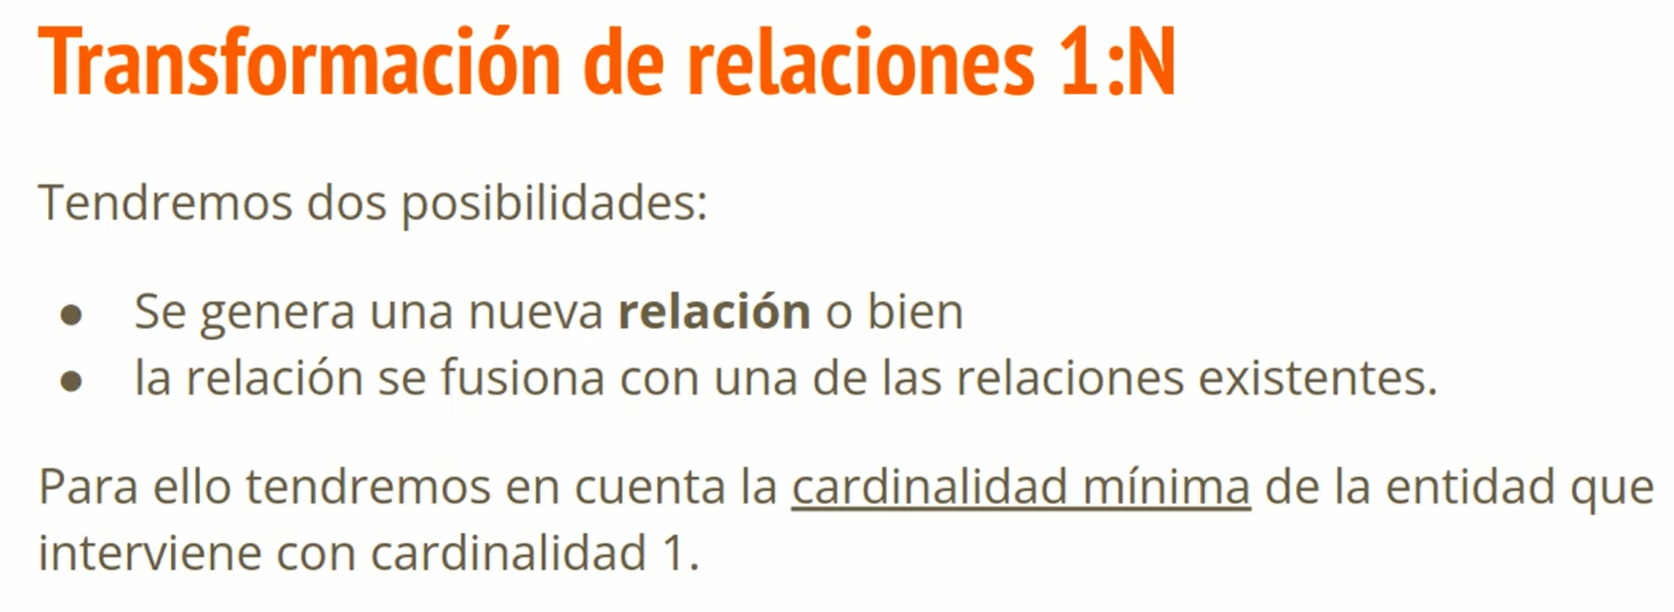 Transformación de relaciones 1:N
Tendremos dos posibilidades:
● Se genera una nueva relación o bien
● la relación se fusiona con una de las relaciones existentes.
Para ello tendremos en cuenta la cardinalidad mínima de la entidad que
interviene con cardinalidad 1.